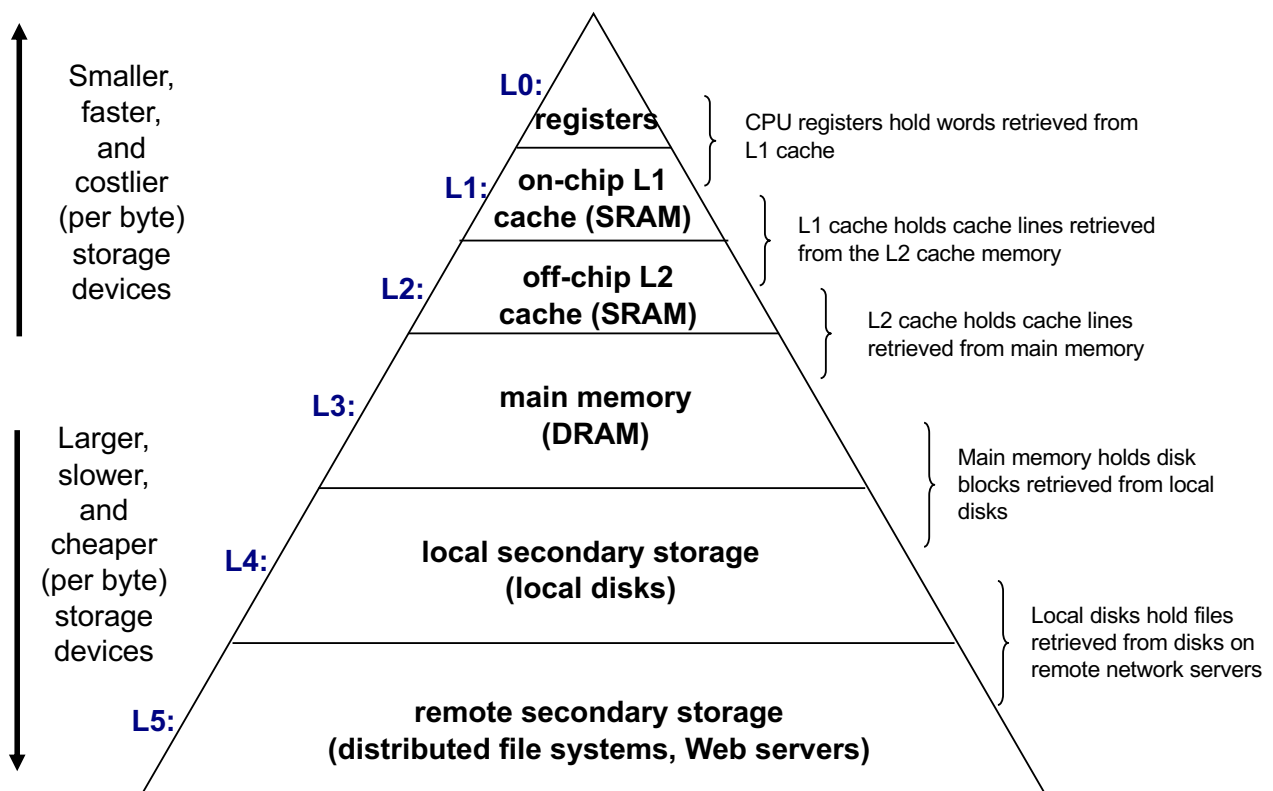 Smaller,
faster,
and
costlier
(per byte)
storage
devices
Larger,
slower,
and
cheaper
(per byte)
storage
devices
L0:
registers
CPU registers hold words retrieved from
L1 cache
L1:
on-chip L1
cache (SRAM)
L1 cache holds cache lines retrieved
from the L2 cache memory
L2:
off-chip L2
cache (SRAM)
L2 cache holds cache lines
retrieved from main memory
L3:
main memory
(DRAM)
Main memory holds disk
blocks retrieved from local
disks
L4:
local secondary storage
(local disks)
Local disks hold files
retrieved from disks on
remote network servers
L5:
remote secondary storage
(distributed file systems, Web servers)